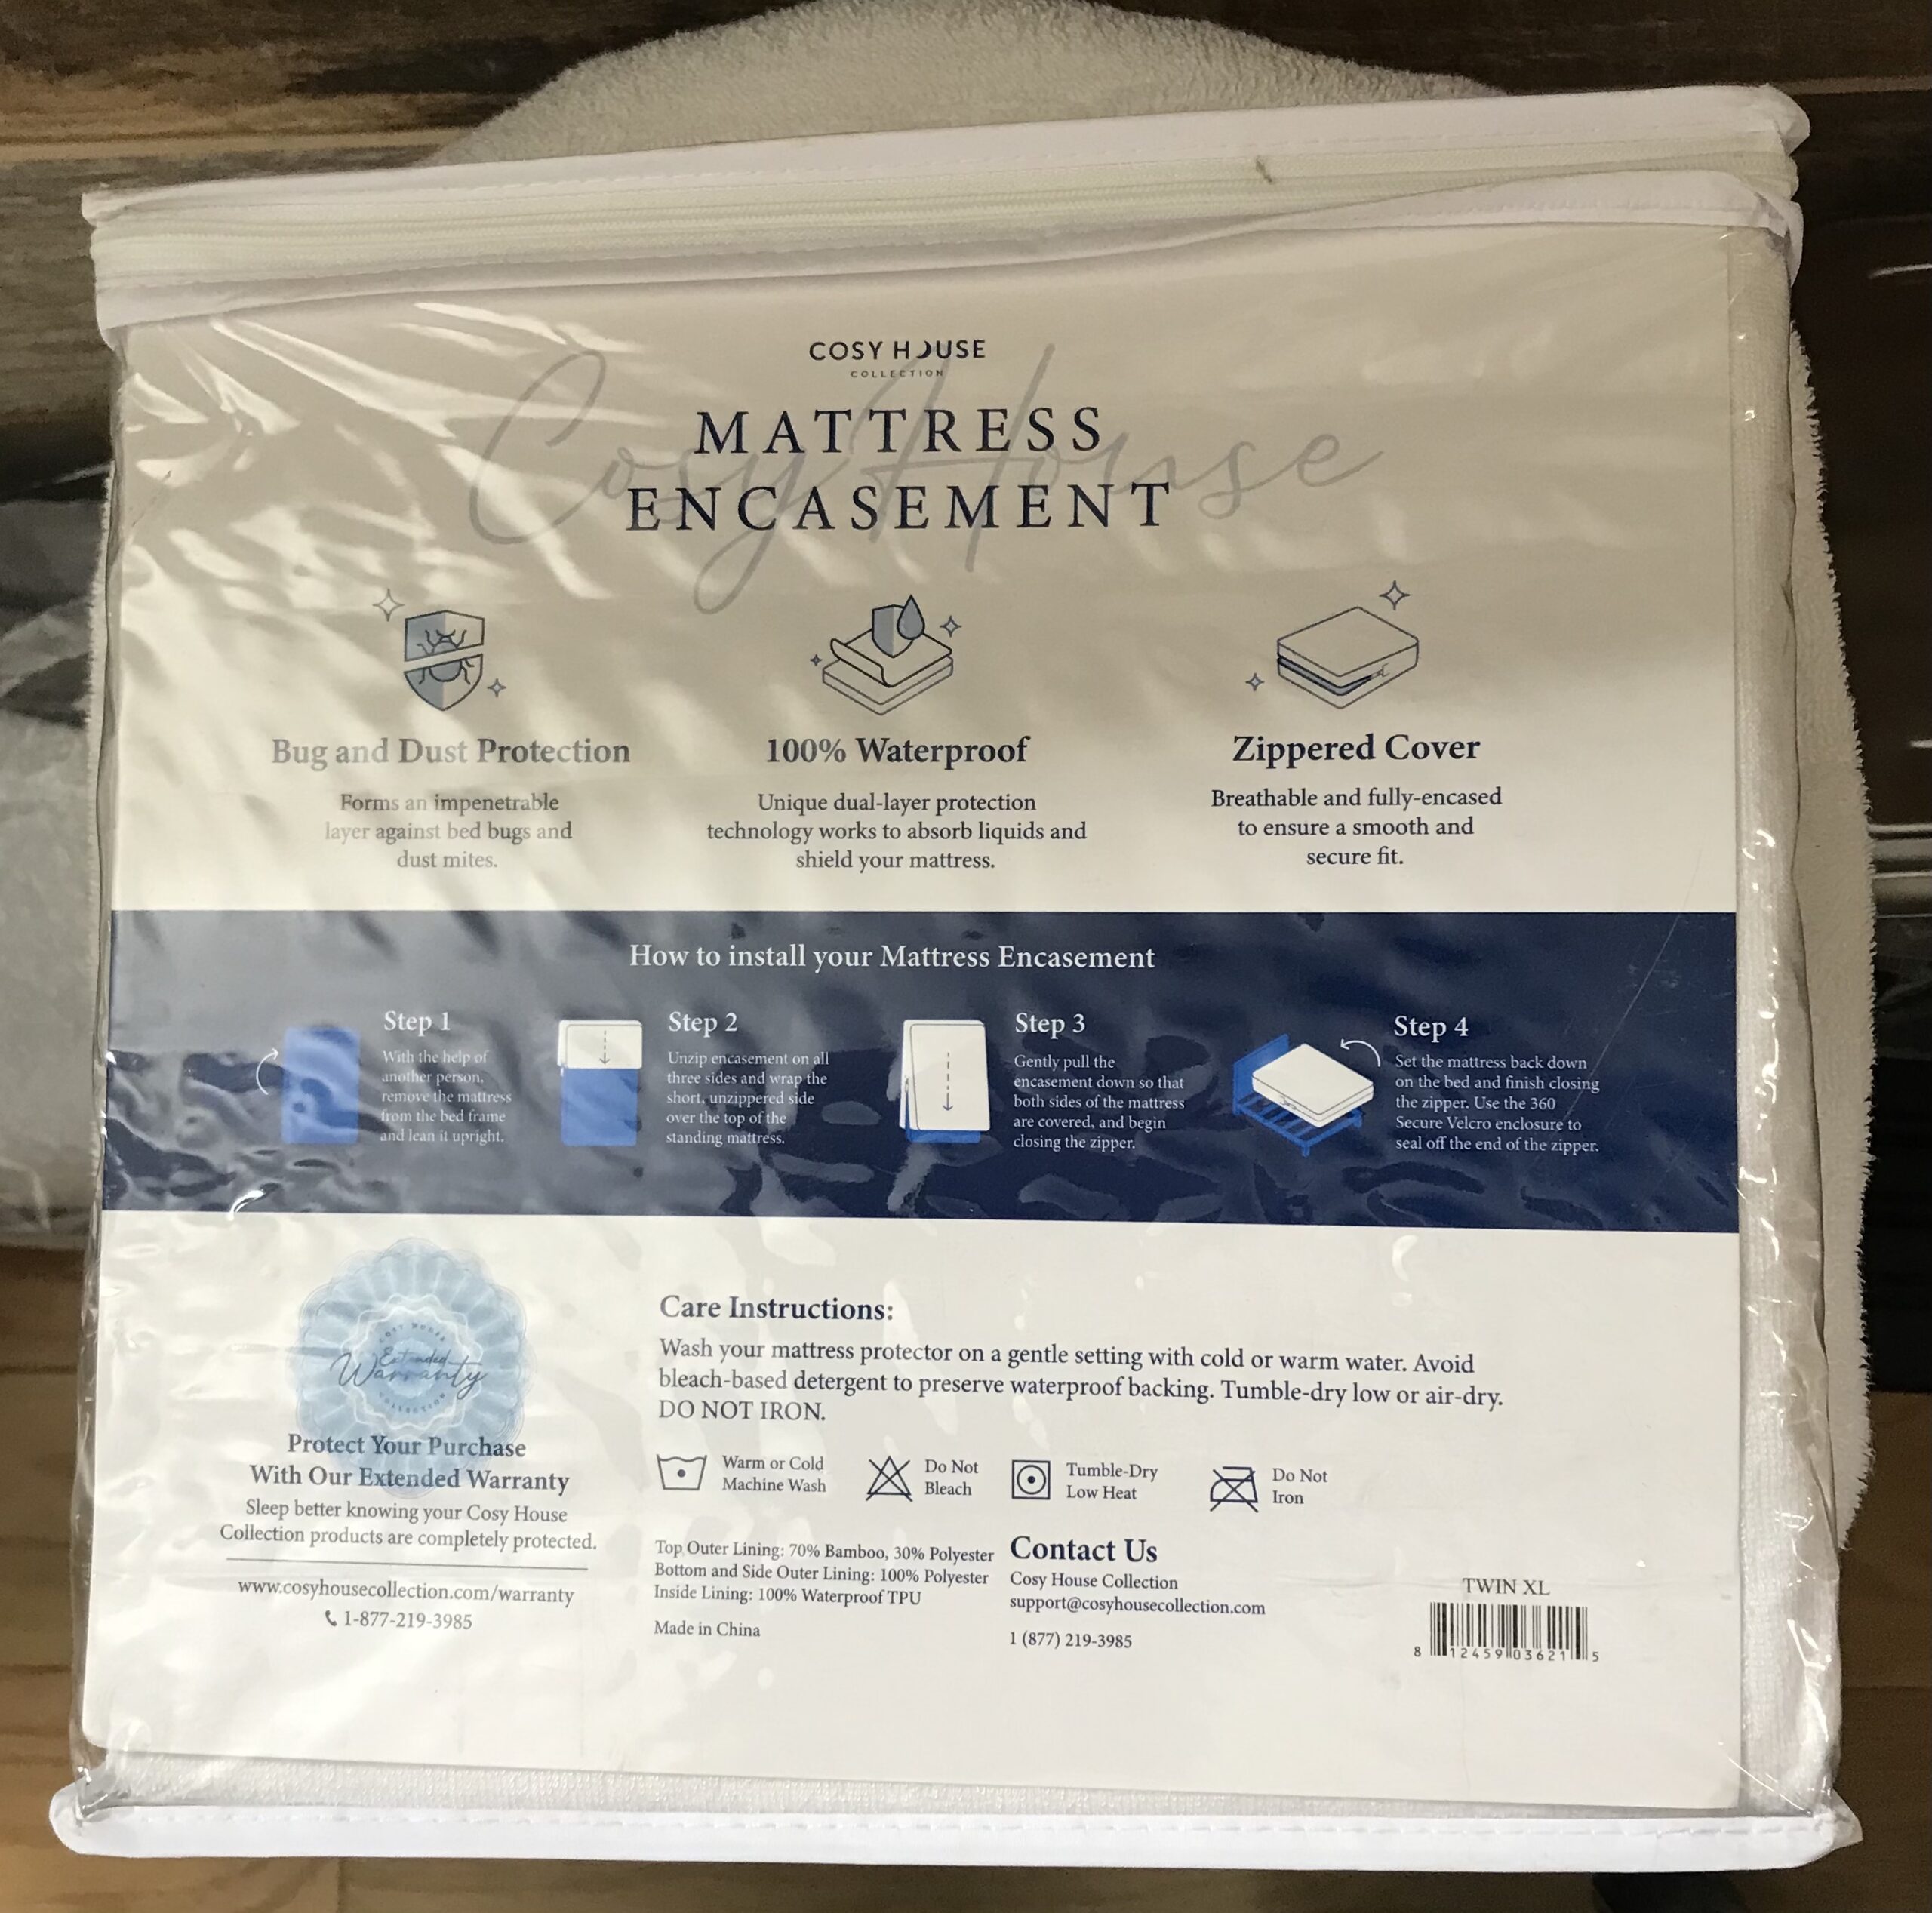 COSY HOUSE
COLLECTION
Cosy House
MATTRESS
ENCASEMENT
Bug and Dust Protection
Forms an impenetrable
layer against bed bugs and
dust mites.
100% Waterproof
Unique dual-layer protection
technology works to absorb liquids and
shield your mattress.
Zippered Cover
Breathable and fully-encased
to ensure a smooth and
secure fit.
How to install your Mattress Encasement
Step 1
With the help of
another person,
remove the mattress
from the bed frame
and lean it upright.
Step 2
Unzip encasement on all
three sides and wrap the
short, unzippered side
over the top of the
standing mattress.
Step 3
Gently pull the
encasement down so that
both sides of the mattress
are covered, and begin
closing the zipper.
Step 4
Set the mattress back down
on the bed and finish closing
the zipper. Use the 360
Secure Velcro enclosure to
seal off the end of the zipper.
COSY HOUSE
Extended
Warranty
COLLECTION
Protect Your Purchase
With Our Extended Warranty
Sleep better knowing your Cosy House
Collection products are completely protected.
www.cosyhousecollection.com/warranty
1-877-219-3985
Care Instructions:
Wash your mattress protector on a gentle setting with cold or warm water. Avoid
bleach-based detergent to preserve waterproof backing. Tumble-dry low or air-dry.
DO NOT IRON.
Warm or Cold
Machine Wash
Do Not
Bleach
Tumble-Dry
Low Heat
Do Not
Iron
Top Outer Lining: 70% Bamboo, 30% Polyester
Bottom and Side Outer Lining: 100% Polyester
Inside Lining: 100% Waterproof TPU
Made in China
Contact Us
Cosy House Collection
support@cosyhousecollection.com
1 (877) 219-3985
TWIN XL
8 12459 03621 5